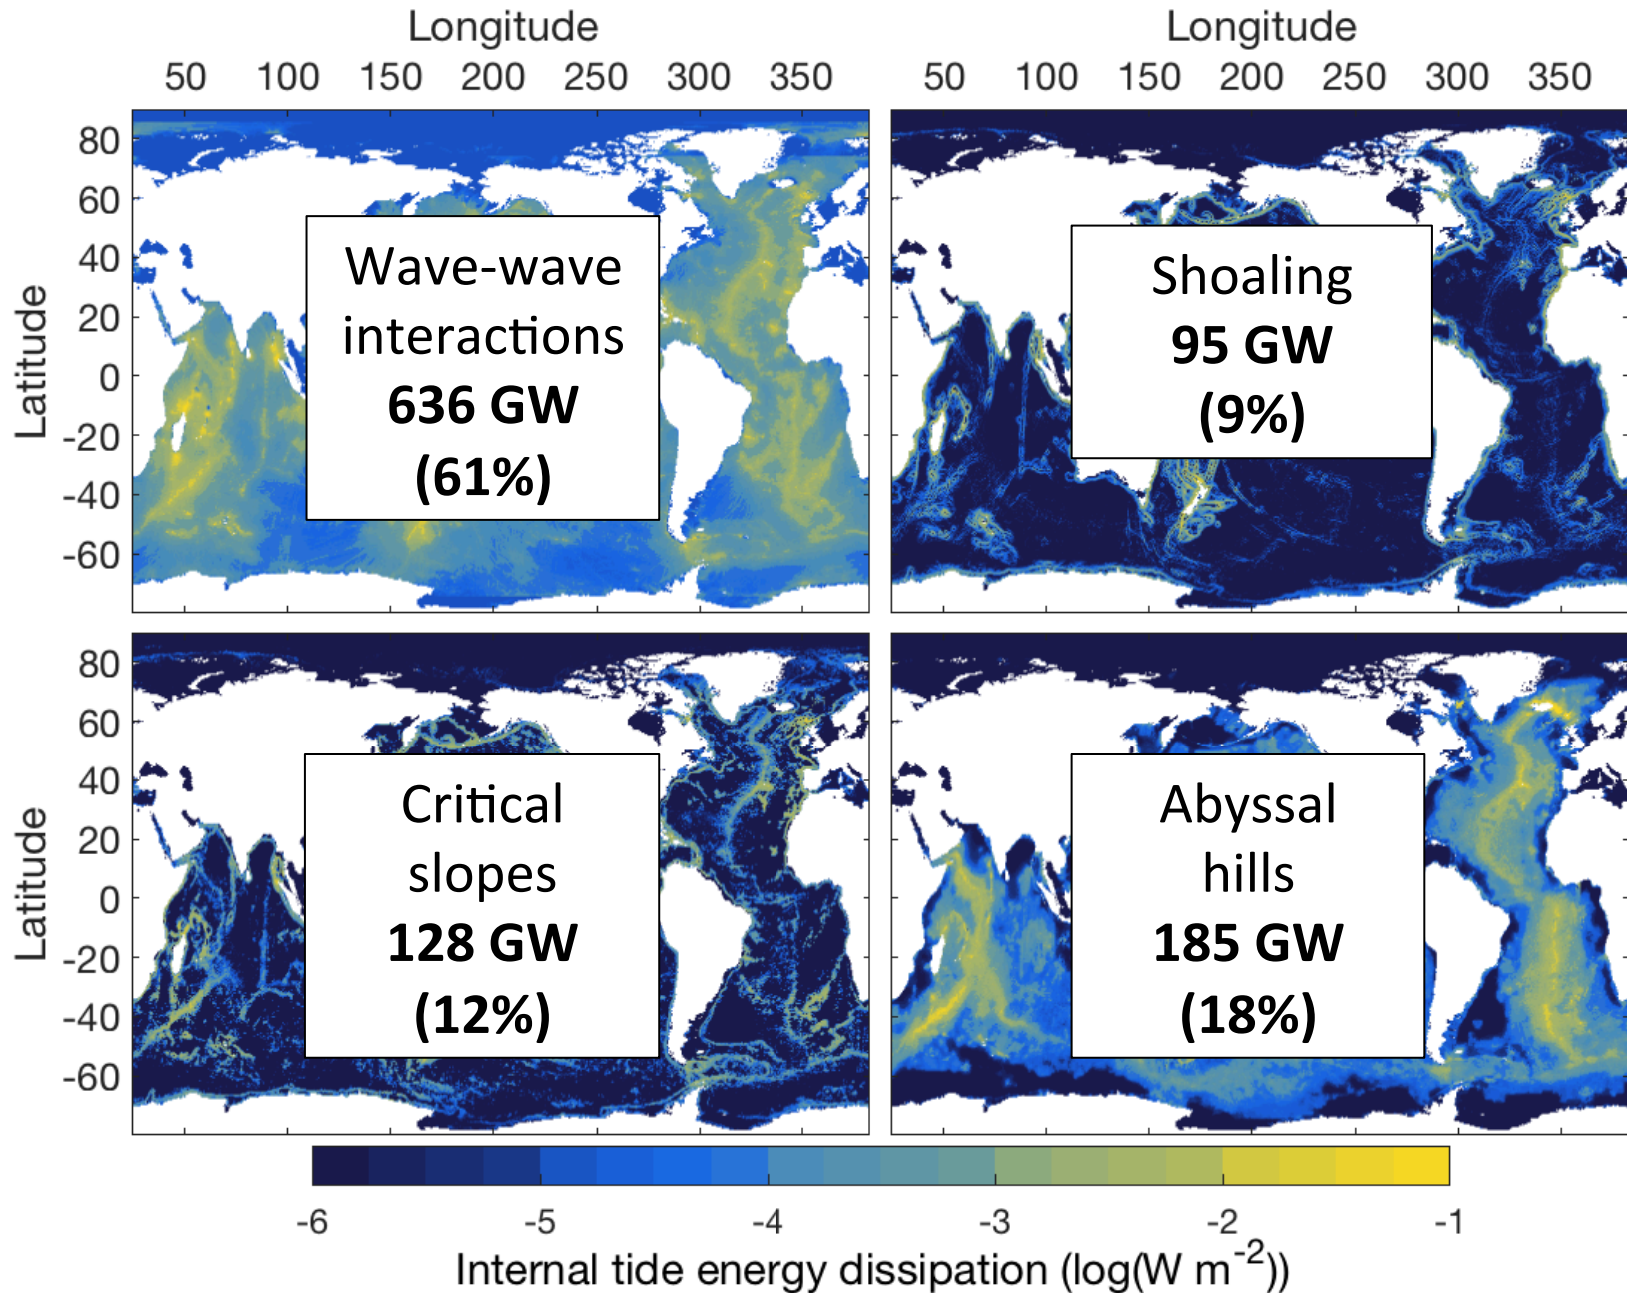 Longitude
Longitude
50 100 150 200 250 300 350
50 100 150 200 250 300 350
Latitude
80
60
40
20
0
-20
-40
-60
Wave-wave
interactions
636 GW
(61%)
Shoaling
95 GW
(9%)
Latitude
80
60
40
20
0
-20
-40
-60
Critical
slopes
128 GW
(12%)
Abyssal
hills
185 GW
(18%)
-6 -5 -4 -3 -2 -1
Internal tide energy dissipation (log(W m⁻²))